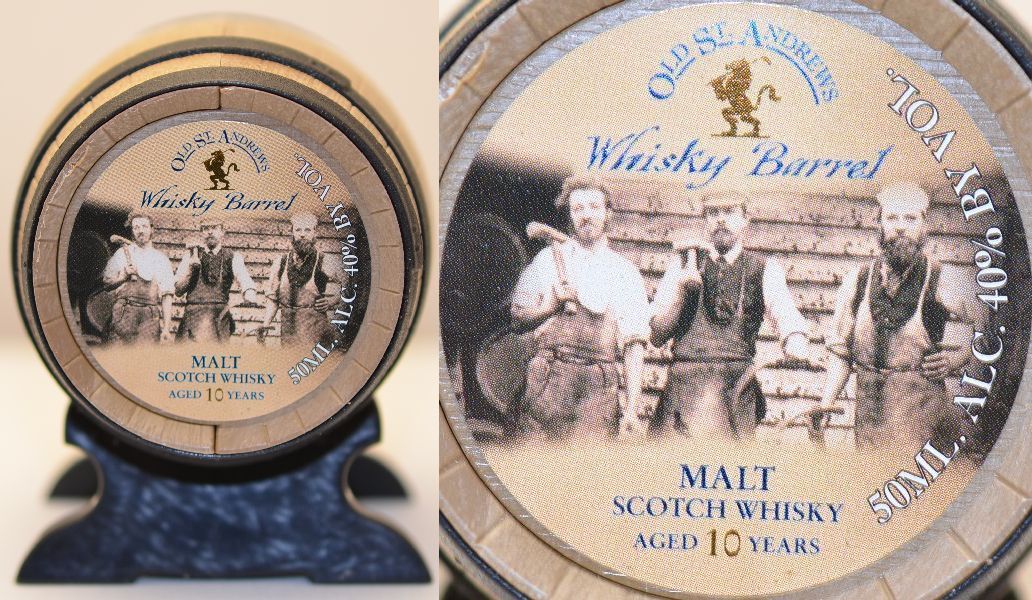 OLD ST. ANDREWS
Whisky Barrel
50ML. ALC. 40% BY VOL.
MALT
SCOTCH WHISKY
AGED 10 YEARS
OLD ST. ANDREWS
Whisky Barrel
50ML. ALC. 40% BY VOL.
MALT
SCOTCH WHISKY
AGED 10 YEARS